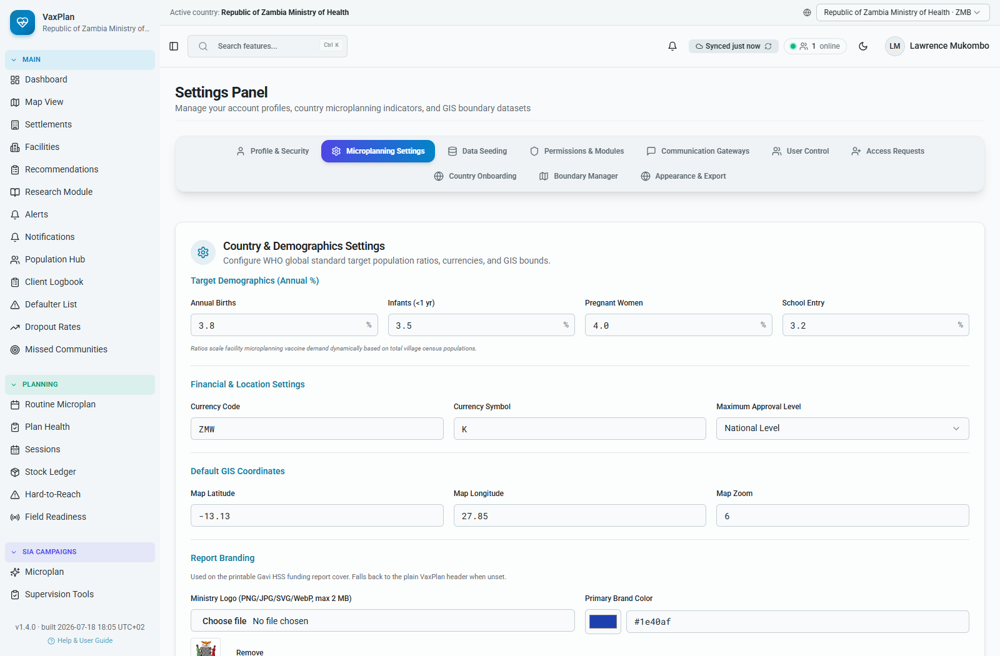 VaxPlan
Republic of Zambia Ministry of...
MAIN
Dashboard
Map View
Settlements
Facilities
Recommendations
Research Module
Alerts
Notifications
Population Hub
Client Logbook
Defaulter List
Dropout Rates
Missed Communities
PLANNING
Routine Microplan
Plan Health
Sessions
Stock Ledger
Hard-to-Reach
Field Readiness
SIA CAMPAIGNS
Microplan
Supervision Tools
v1.4.0 · built 2026-07-18 18:05 UTC+02
Help & User Guide
Active country: Republic of Zambia Ministry of Health
Republic of Zambia Ministry of Health · ZMB
Search features...
Ctrl K
Synced just now
1 online
LM
Lawrence Mukombo
Settings Panel
Manage your account profiles, country microplanning indicators, and GIS boundary datasets
Profile & Security
Microplanning Settings
Data Seeding
Permissions & Modules
Communication Gateways
User Control
Access Requests
Country Onboarding
Boundary Manager
Appearance & Export
Country & Demographics Settings
Configure WHO global standard target population ratios, currencies, and GIS bounds.
Target Demographics (Annual %)
Annual Births
Infants (<1 yr)
Pregnant Women
School Entry
3.8 %
3.5 %
4.0 %
3.2 %
Ratios scale facility microplanning vaccine demand dynamically based on total village census populations.
Financial & Location Settings
Currency Code
Currency Symbol
Maximum Approval Level
ZMW
K
National Level
Default GIS Coordinates
Map Latitude
Map Longitude
Map Zoom
-13.13
27.85
6
Report Branding
Used on the printable Gavi HSS funding report cover. Falls back to the plain VaxPlan header when unset.
Ministry Logo (PNG/JPG/SVG/WebP, max 2 MB)
Primary Brand Color
Choose file No file chosen
#1e40af
Remove